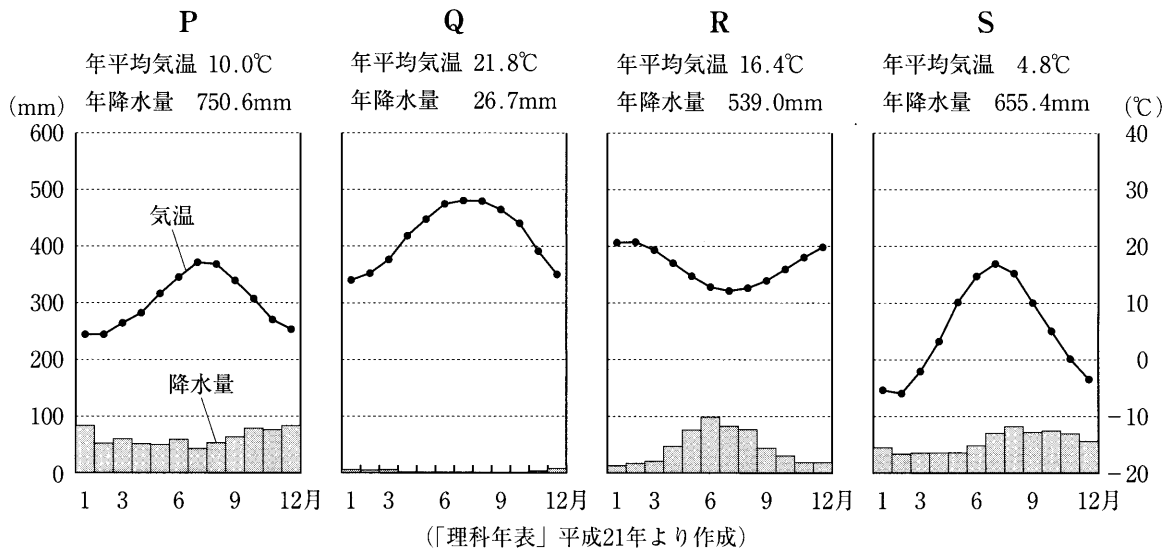 P Q R S
年平均気温 10.0℃ 年平均気温 21.8℃ 年平均気温 16.4℃ 年平均気温 4.8℃
(mm) 年降水量 750.6mm 年降水量 26.7mm 年降水量 539.0mm 年降水量 655.4mm (℃)
600 40
500 30
気温
400 20
300 10
200 0
降水量
100 -10
0 -20
1 3 6 9 12月 1 3 6 9 12月 1 3 6 9 12月 1 3 6 9 12月
(「理科年表」平成21年より作成)